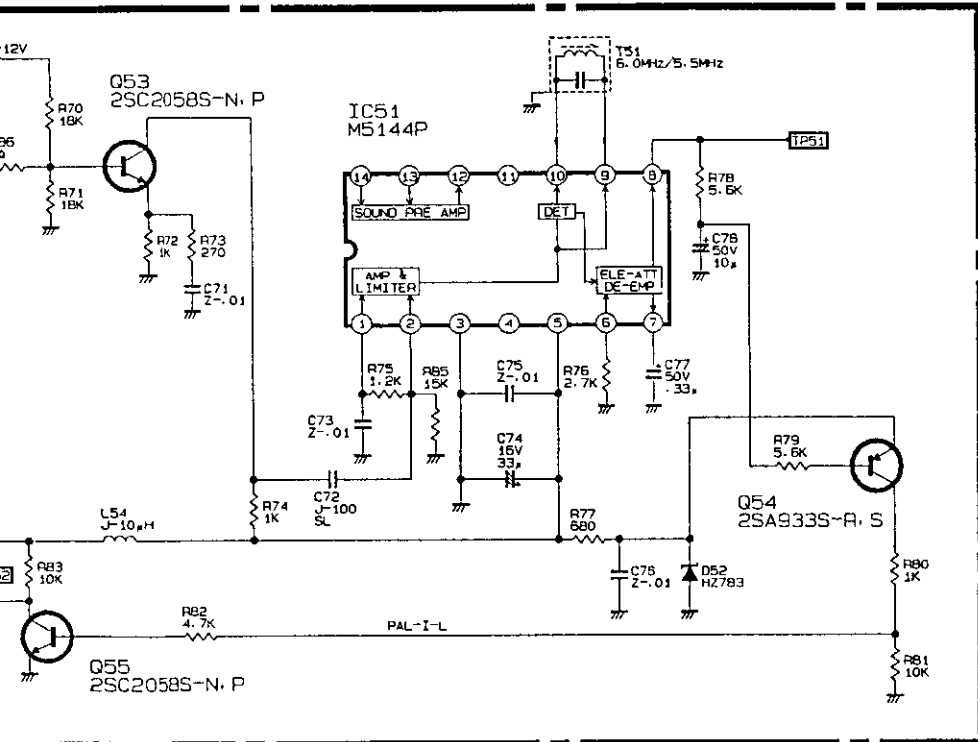 12V
Q53
2SC2058S-N, P
R70
18K
R71
18K
R72
1K
R73
270
C71
Z-.01
IC51
M5144P
T51
6.0MHz/5.5MHz
14
13
12
11
10
9
8
SOUND PRE AMP
DET
AMP &
LIMITER
ELE-ATT
DE-EMP
1
2
3
4
5
6
7
TP51
R78
5.6K
C78
50V
10μ
R75
1.2K
R85
15K
C73
Z-.01
C75
Z-.01
C74
16V
33μ
R76
2.7K
C77
50V
.33μ
R79
5.6K
Q54
2SA933S-R, S
C72
J-100
SL
R74
1K
L54
J-10μH
R77
680
C76
Z-.01
D52
HZ7B3
R80
1K
R83
10K
R82
4.7K
PAL-I-L
R81
10K
Q55
2SC2058S-N, P